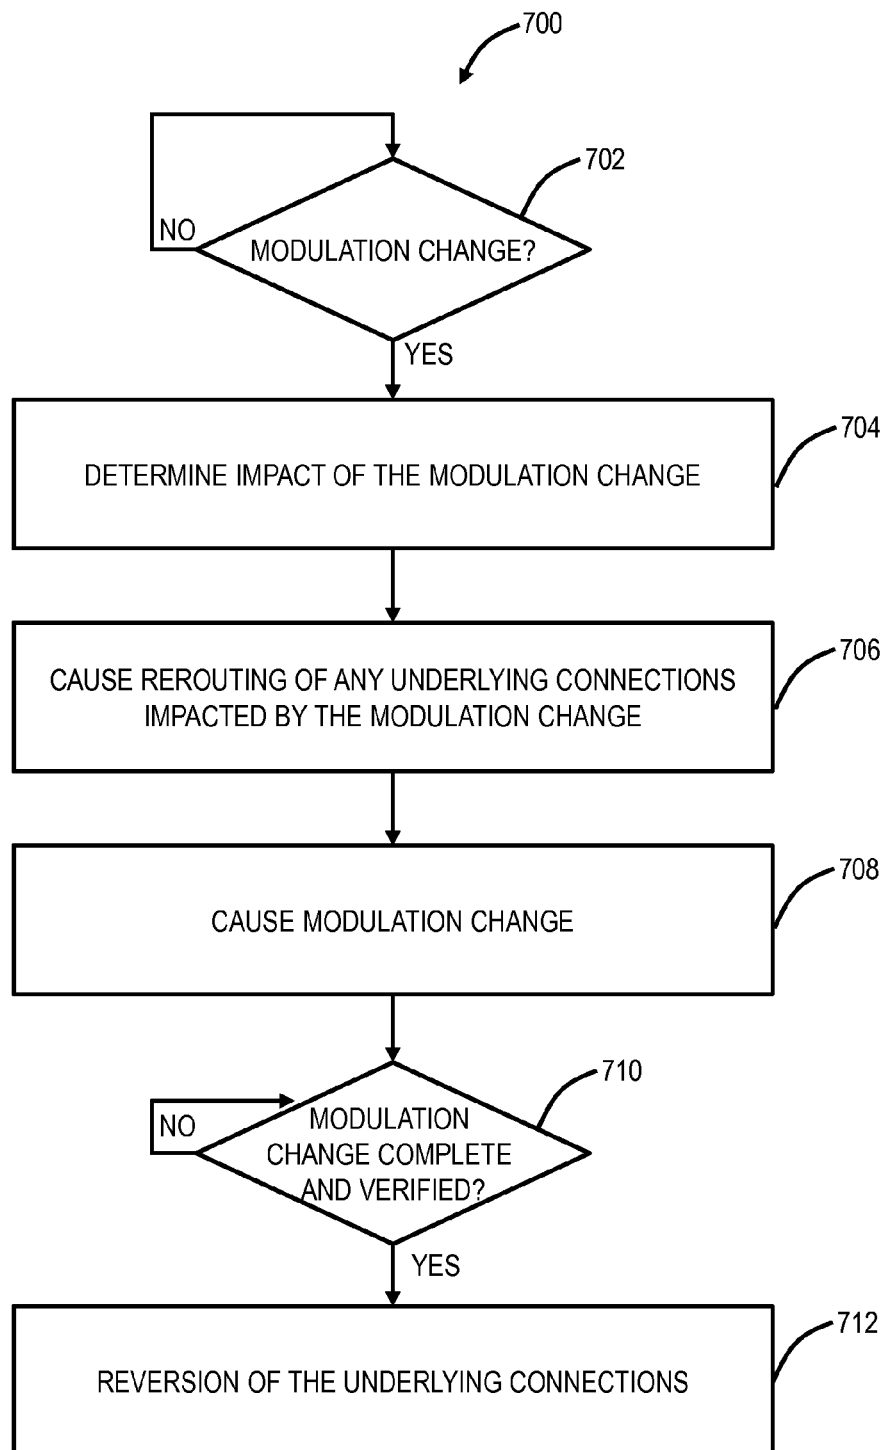 700
702
NO
MODULATION CHANGE?
YES
704
DETERMINE IMPACT OF THE MODULATION CHANGE
706
CAUSE REROUTING OF ANY UNDERLYING CONNECTIONS
IMPACTED BY THE MODULATION CHANGE
708
CAUSE MODULATION CHANGE
710
NO
MODULATION
CHANGE COMPLETE
AND VERIFIED?
YES
712
REVERSION OF THE UNDERLYING CONNECTIONS